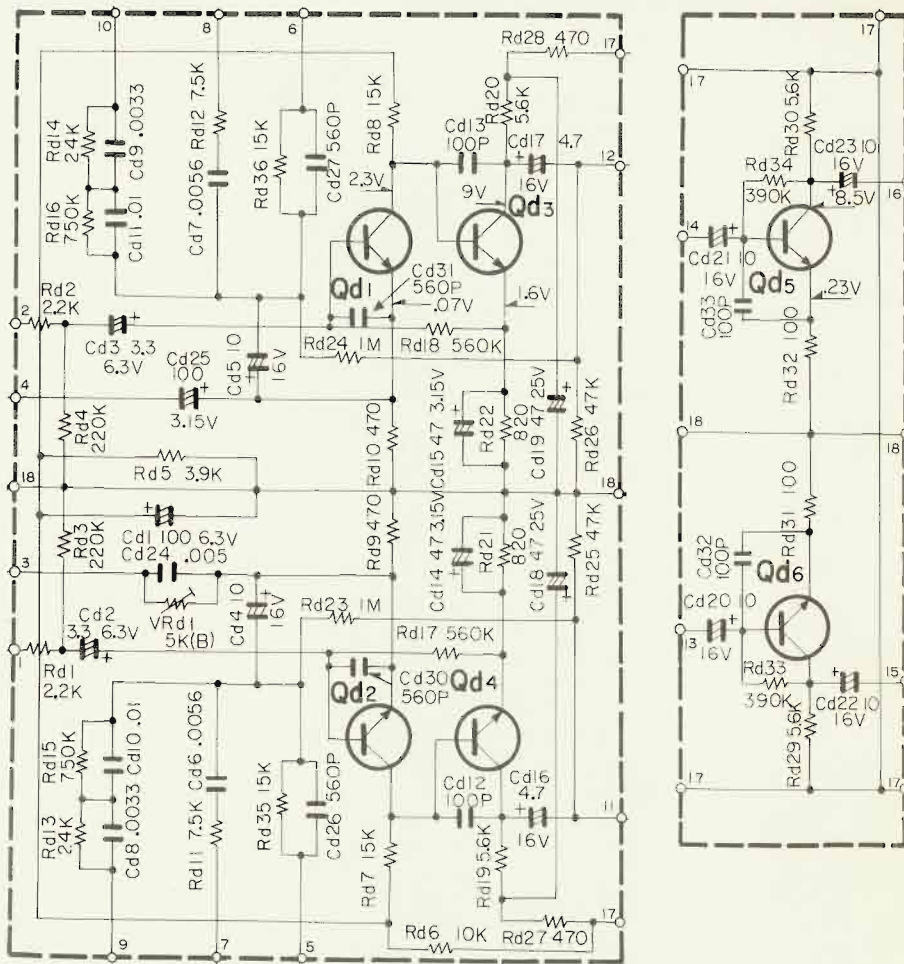 10
8
6
17
17
Rd28 470
17
Rd14
24K
Cd9 .0033
Rd12 7.5K
Rd36 15K
Cd27 560P
Rd8 15K
Rd20
5.6K
Cd13
100P
Cd17
4.7
+
16V
12
Rd30 5.6K
Cd23 10
16V
+
8.5V
16
Rd34
390K
Rd16
750K
Cd11 .01
Cd7 .0056
2.3V
9V
Qd3
14
+
Cd21 10
16V
Qd5
Qd1
Cd31
560P
.07V
1.6V
Cd33
100P
.23V
Rd2
2.2K
2
Cd3 3.3
6.3V
Cd5 10
16V
+
Rd24 1M
Rd18 560K
Rd32 100
Cd25
100
+
3.15V
4
Rd4
220K
Rd10 470
Cd15 47 3.15V
+
Rd22
820
Cd19 47 25V
+
Rd26 47K
Rd5 3.9K
18
18
18
18
+
Cd1 100 6.3V
Rd3
220K
Rd9 470
Cd14 47 3.15V
+
Rd21
820
Cd18 47 25V
+
Rd25 47K
Rd31 100
Cd24 .005
3
VRd1
5K(B)
Cd4 10
16V
+
Cd32
100P
Qd6
Cd2
3.3 6.3V
+
Rd23 1M
Rd17 560K
Cd20 10
+
16V
13
1
Rd1
2.2K
Qd2
Cd30
560P
Qd4
Rd33
390K
+
Cd22 10
16V
15
Rd15
750K
Cd10 .01
Cd6 .0056
Rd35 15K
Cd26 560P
Cd12
100P
Cd16
4.7
+
16V
11
Rd29 5.6K
17
17
Rd13
24K
Cd8 .0033
Rd11 7.5K
Rd7 15K
Rd19 5.6K
17
Rd6 10K
Rd27 470
9
7
5